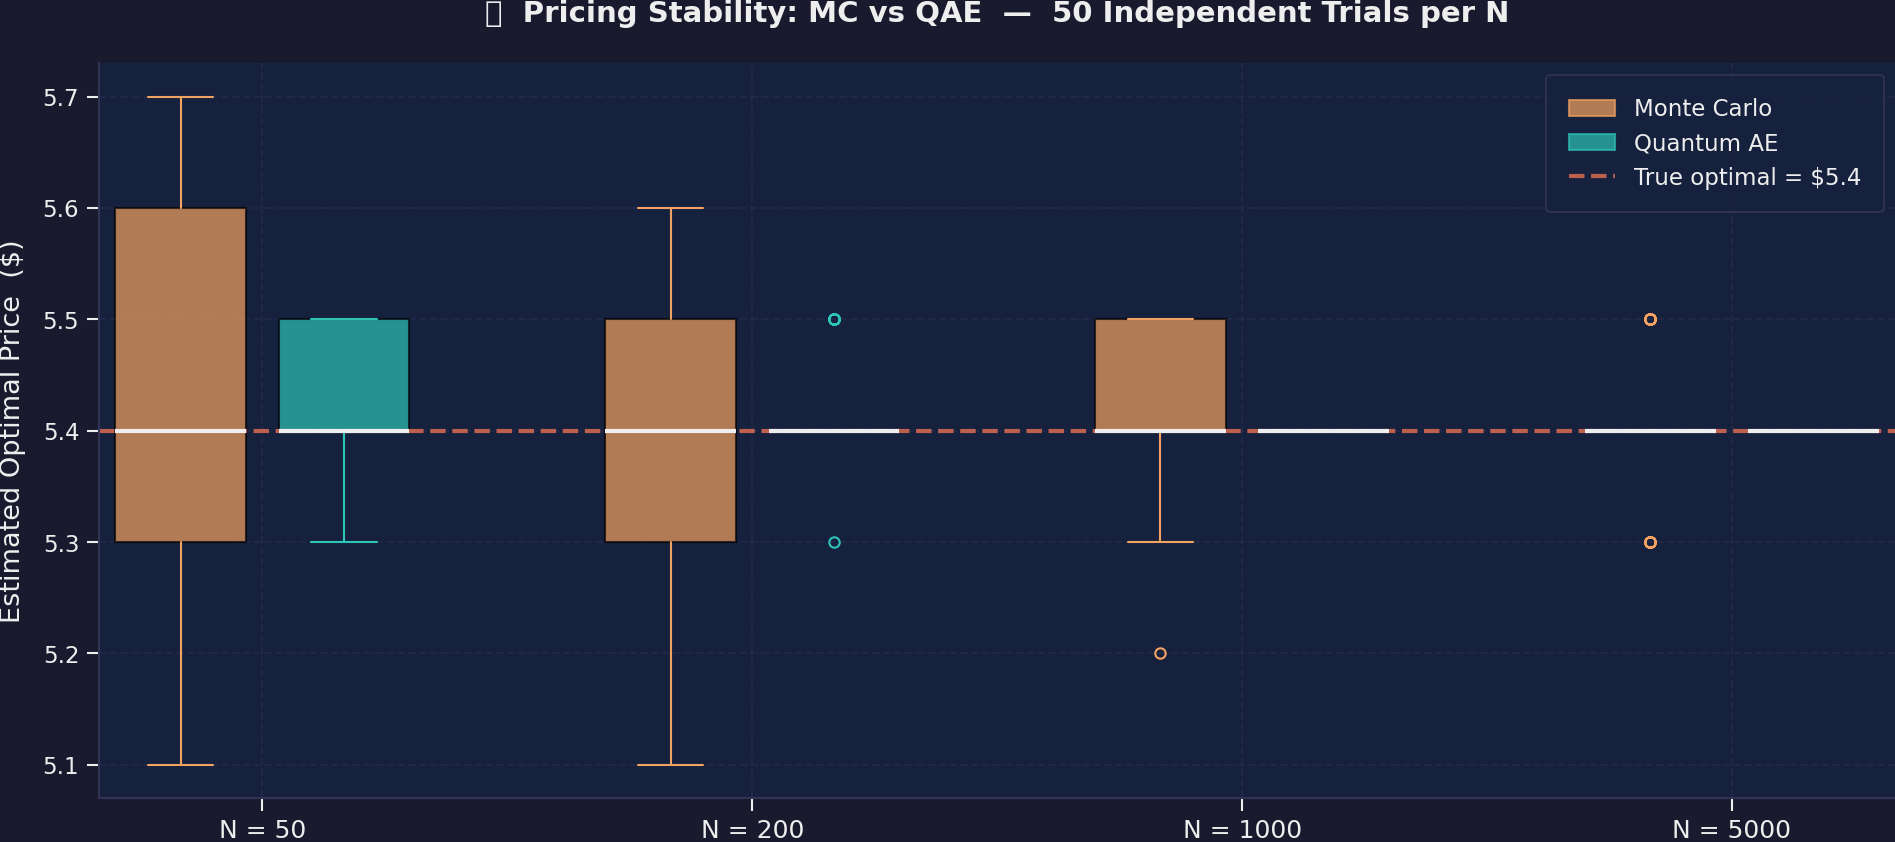 Pricing Stability: MC vs QAE — 50 Independent Trials per N
Monte Carlo
Quantum AE
True optimal = $5.4
Estimated Optimal Price ($)
5.7
5.6
5.5
5.4
5.3
5.2
5.1
N = 50
N = 200
N = 1000
N = 5000